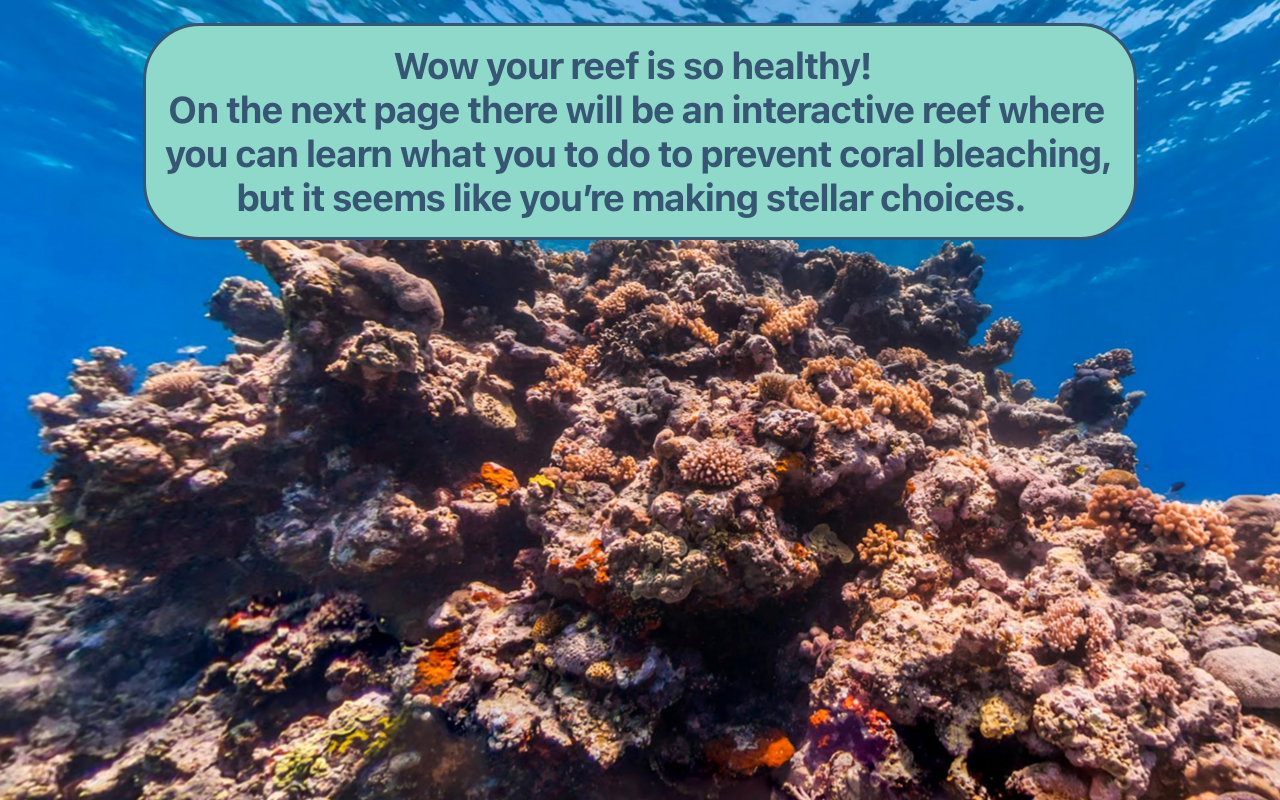 Wow your reef is so healthy!
On the next page there will be an interactive reef where
you can learn what you to do to prevent coral bleaching,
but it seems like you’re making stellar choices.